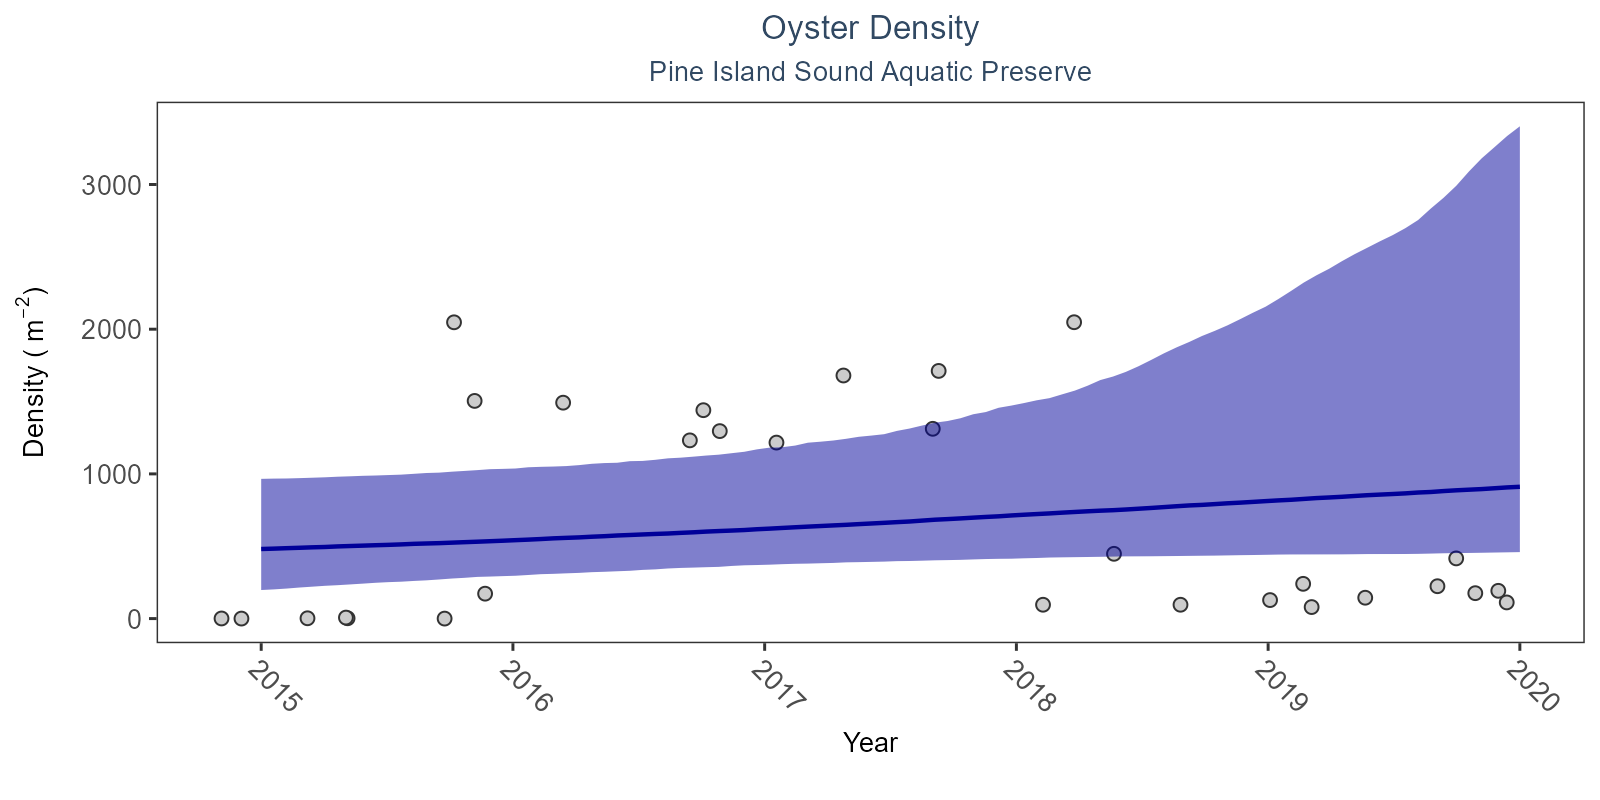 Oyster Density
Pine Island Sound Aquatic Preserve
Density ( m⁻²)
3000
2000
1000
0
2015
2016
2017
2018
2019
2020
Year